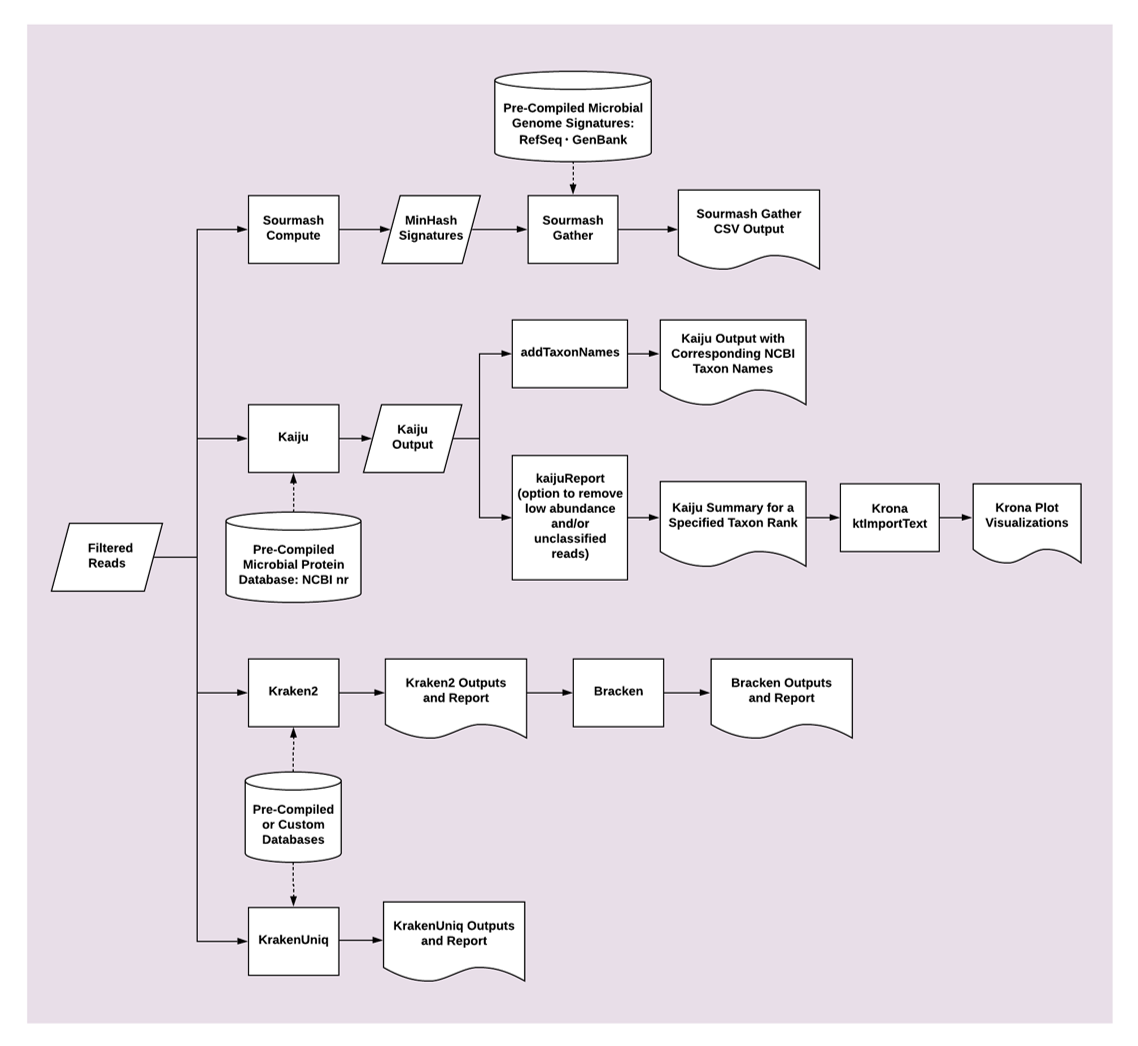 Pre-Compiled Microbial
Genome Signatures:
RefSeq · GenBank
Sourmash
Compute
MinHash
Signatures
Sourmash
Gather
Sourmash Gather
CSV Output
addTaxonNames
Kaiju Output with
Corresponding NCBI
Taxon Names
Kaiju
Kaiju
Output
kaijuReport
(option to remove
low abundance
and/or
unclassified
reads)
Kaiju Summary for a
Specified Taxon Rank
Krona
ktImportText
Krona Plot
Visualizations
Filtered
Reads
Pre-Compiled
Microbial Protein
Database: NCBI nr
Kraken2
Kraken2 Outputs
and Report
Bracken
Bracken Outputs
and Report
Pre-Compiled
or Custom
Databases
KrakenUniq
KrakenUniq Outputs
and Report